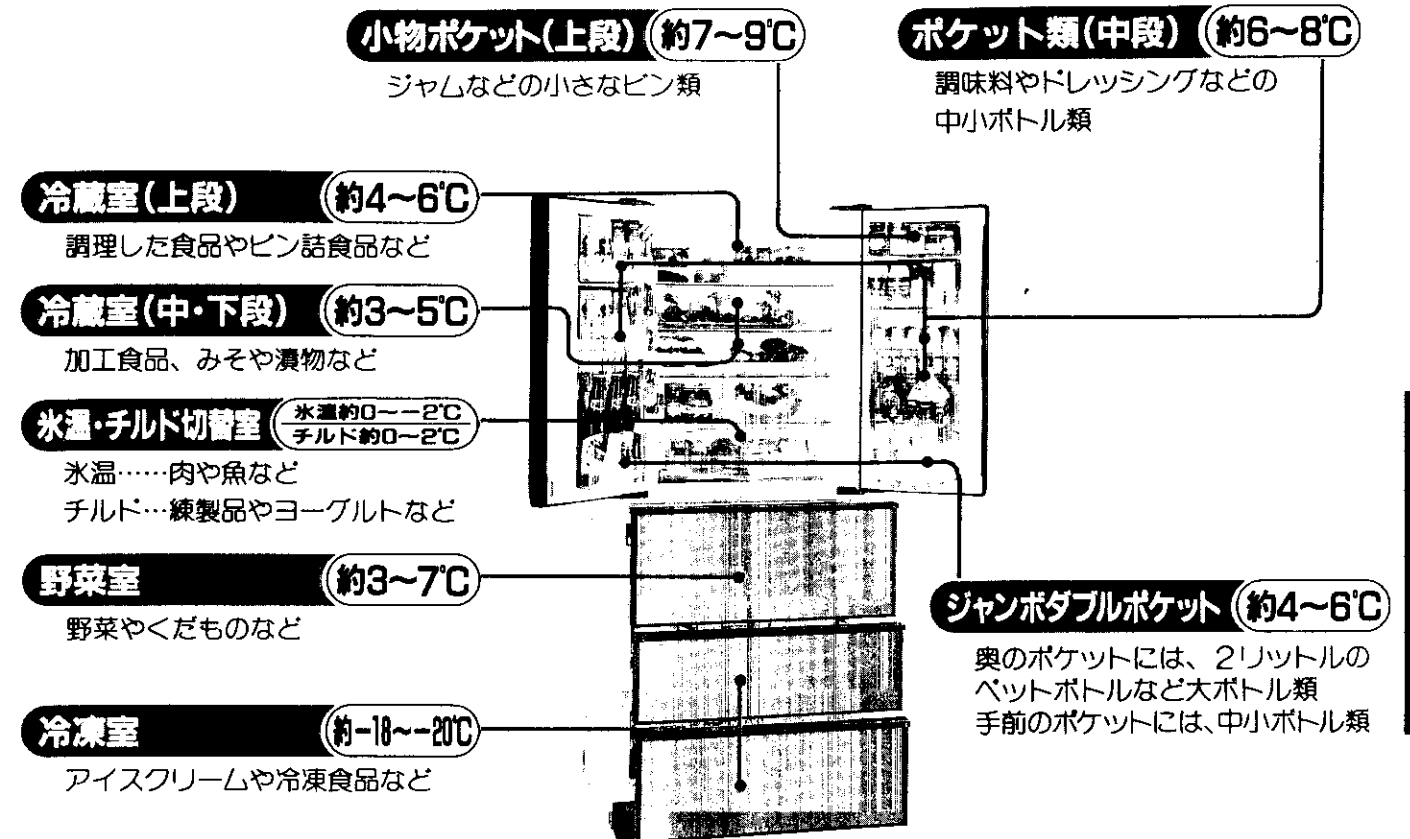 小物ポケット(上段) 約7〜9℃
ジャムなどの小さなビン類
ポケット類(中段) 約6〜8℃
調味料やドレッシングなどの
中小ボトル類
冷蔵室(上段) 約4〜6℃
調理した食品やビン詰食品など
冷蔵室(中・下段) 約3〜5℃
加工食品、みそや漬物など
氷温・チルド切替室 氷温約0〜−2℃
チルド約0〜2℃
氷温……肉や魚など
チルド…練製品やヨーグルトなど
野菜室 約3〜7℃
野菜やくだものなど
冷凍室 約−18〜−20℃
アイスクリームや冷凍食品など
ジャンボダブルポケット 約4〜6℃
奥のポケットには、2リットルの
ペットボトルなど大ボトル類
手前のポケットには、中小ボトル類